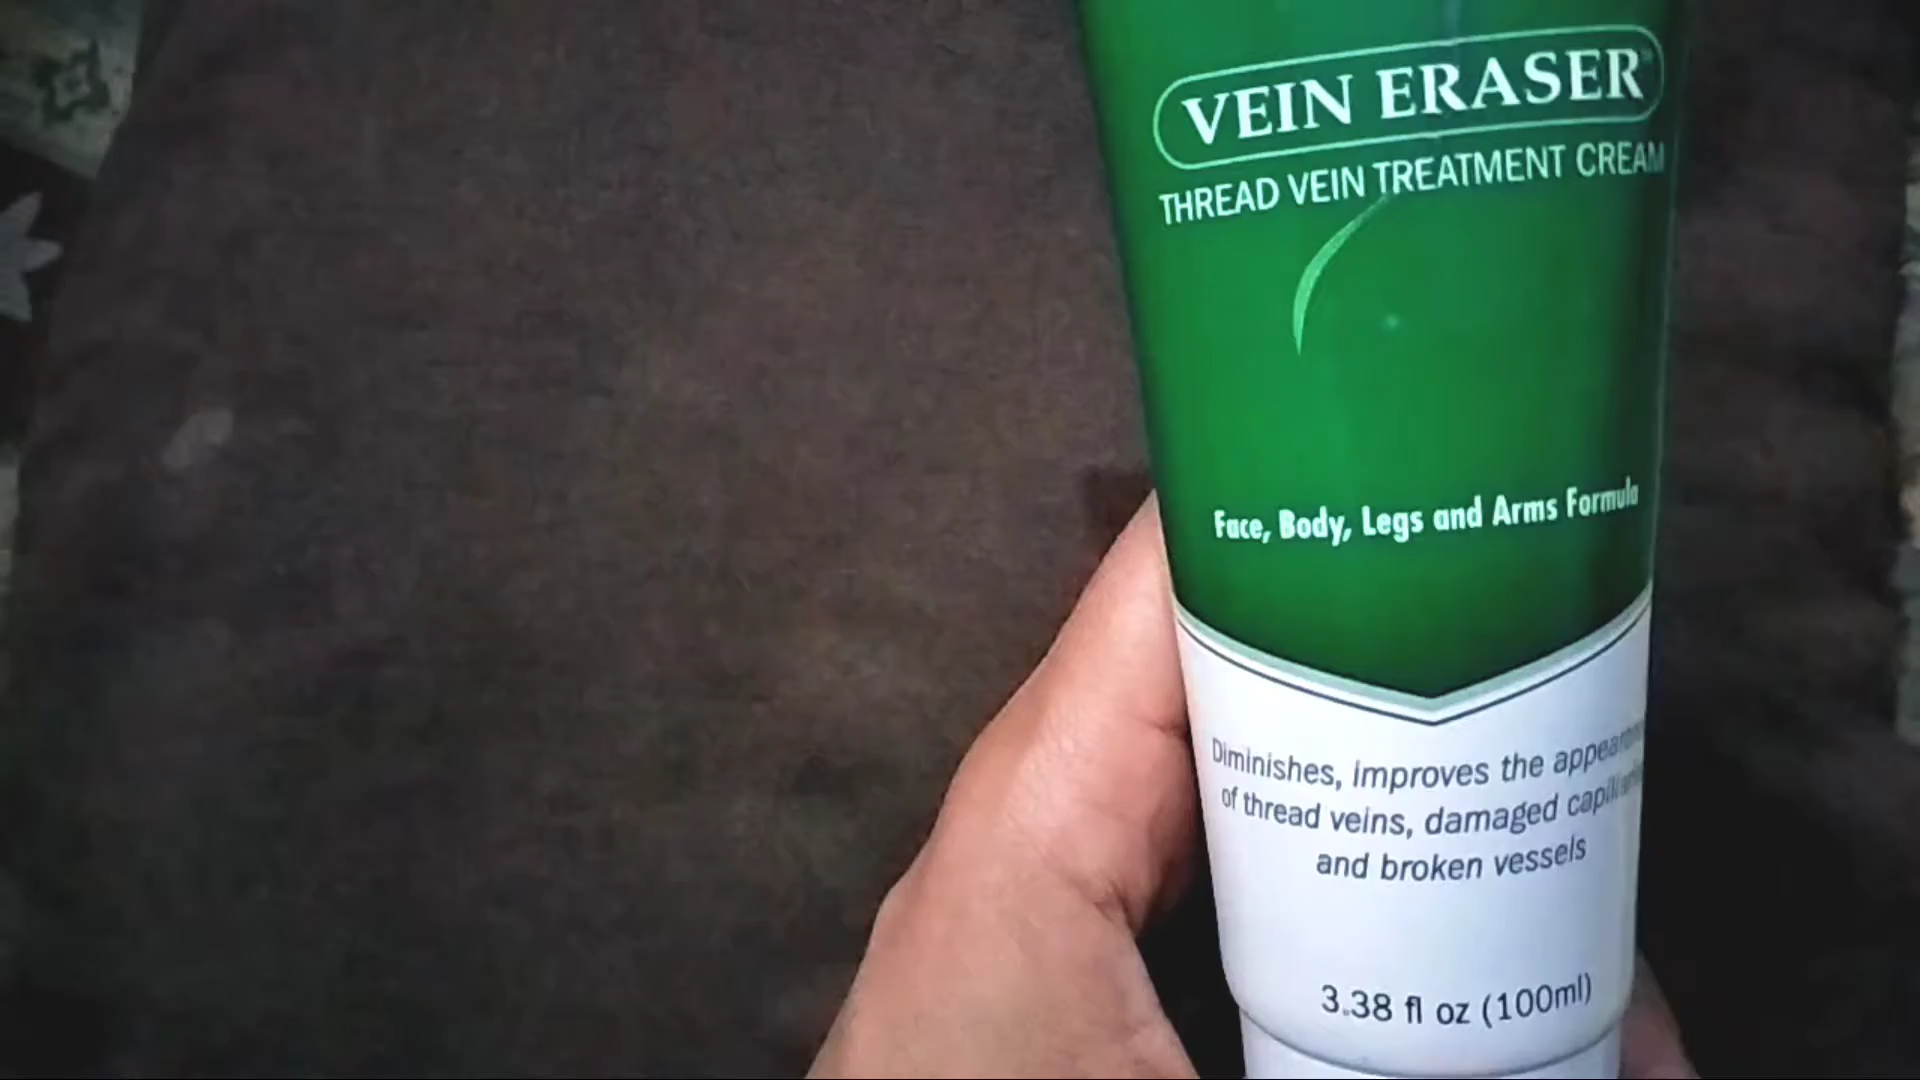 VEIN ERASER
THREAD VEIN TREATMENT CREAM
Face, Body, Legs and Arms Formula
Diminishes, improves the
of thread veins, damaged
and broken vessels
3.38 fl oz (100ml)